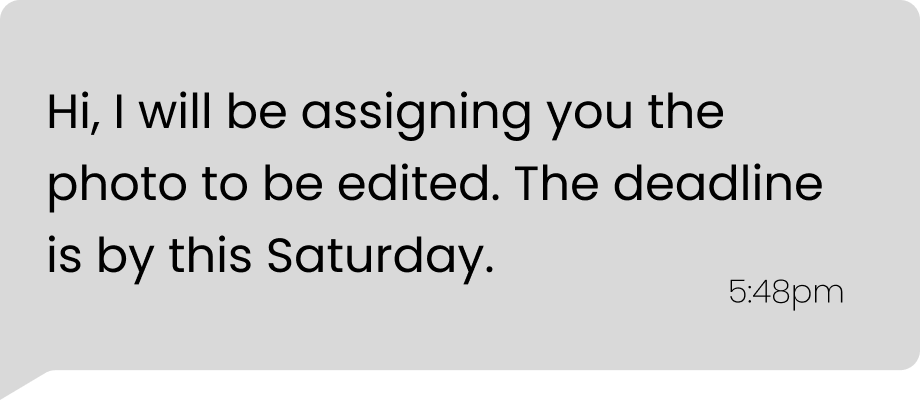 Hi, I will be assigning you the
photo to be edited. The deadline
is by this Saturday.
5:48pm